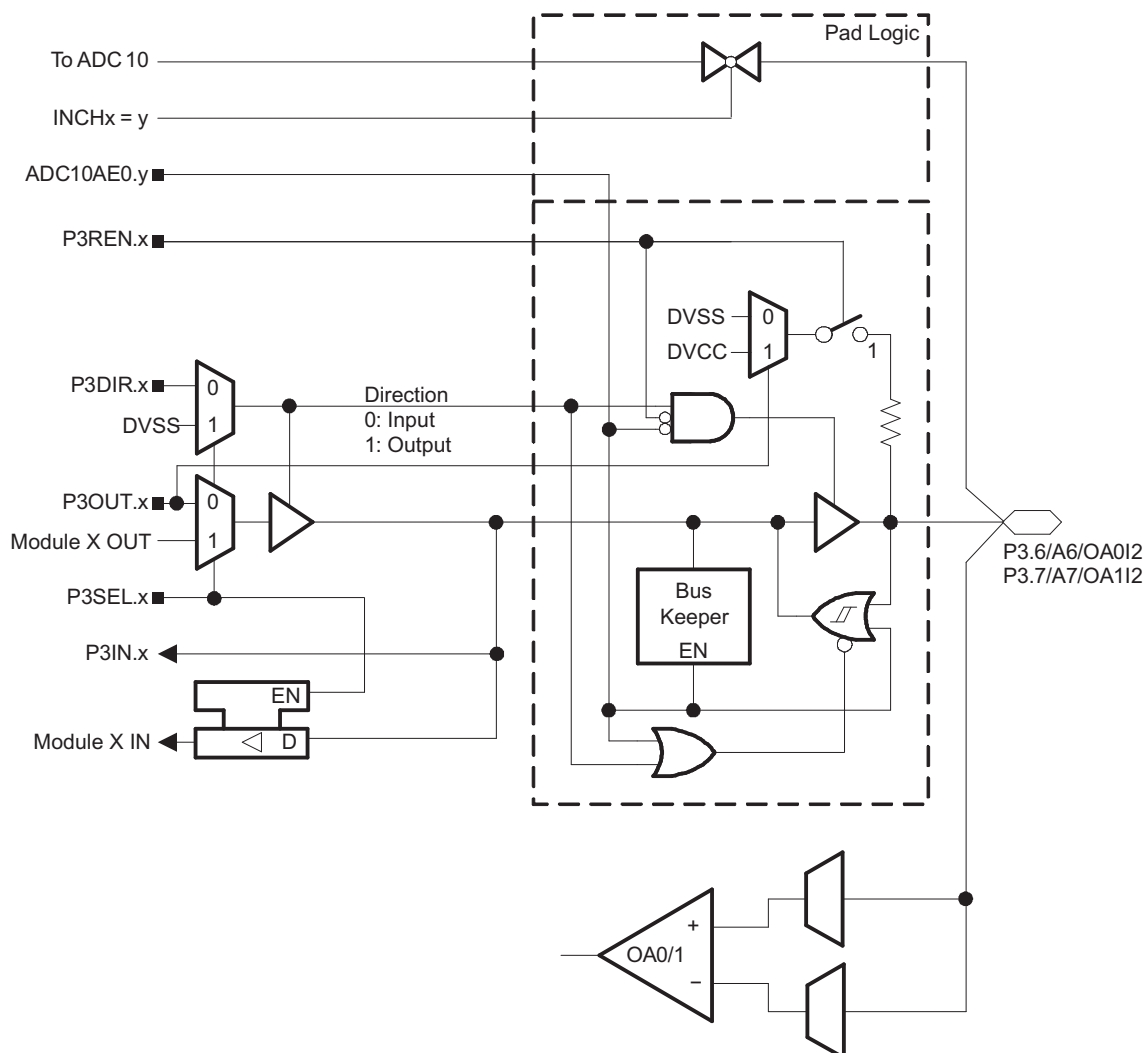 Pad Logic
To ADC 10
INCHx = y
ADC10AE0.y
P3REN.x
DVSS
0
DVCC
1
1
P3DIR.x
0
DVSS
1
Direction
0: Input
1: Output
P3OUT.x
0
Module X OUT
1
P3SEL.x
P3IN.x
EN
Module X IN
D
Bus
Keeper
EN
P3.6/A6/OA0I2
P3.7/A7/OA1I2
+
OA0/1
−